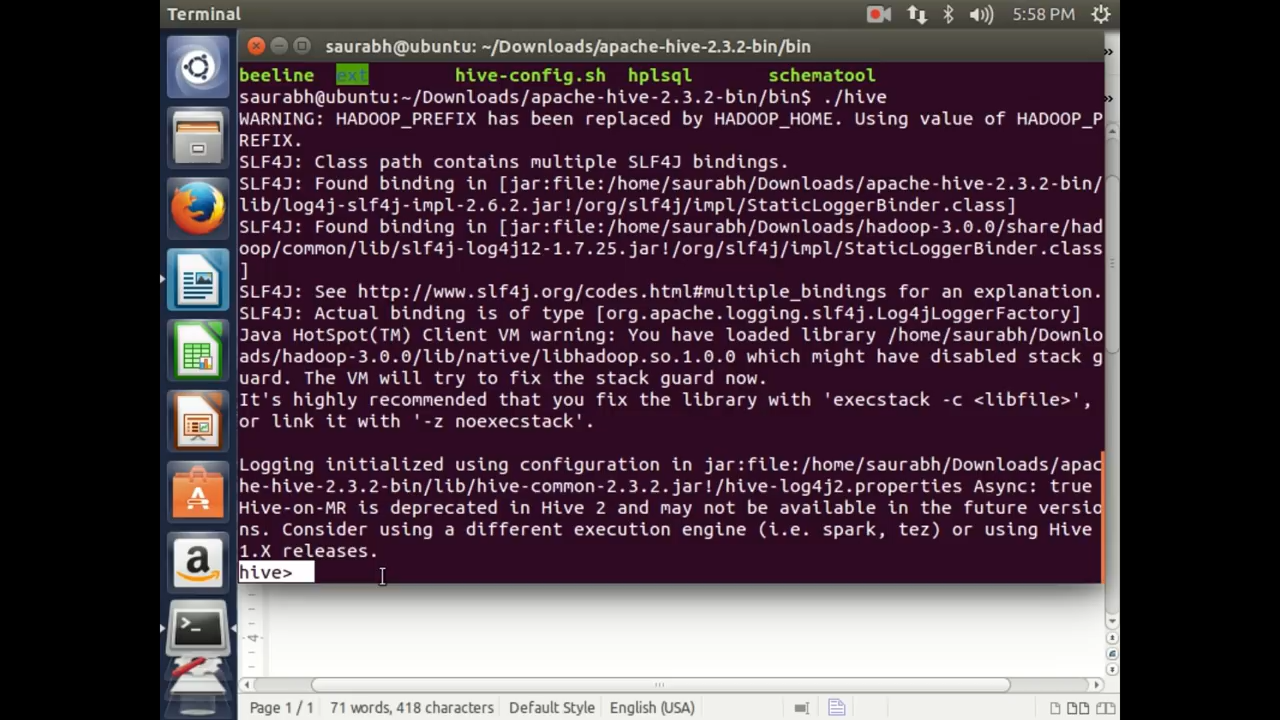 Terminal
5:58 PM
saurabh@ubuntu: ~/Downloads/apache-hive-2.3.2-bin/bin
beeline ext hive-config.sh hplsql schematool
saurabh@ubuntu:~/Downloads/apache-hive-2.3.2-bin/bin$ ./hive
WARNING: HADOOP_PREFIX has been replaced by HADOOP_HOME. Using value of HADOOP_P
REFIX.
SLF4J: Class path contains multiple SLF4J bindings.
SLF4J: Found binding in [jar:file:/home/saurabh/Downloads/apache-hive-2.3.2-bin/
lib/log4j-slf4j-impl-2.6.2.jar!/org/slf4j/impl/StaticLoggerBinder.class]
SLF4J: Found binding in [jar:file:/home/saurabh/Downloads/hadoop-3.0.0/share/had
oop/common/lib/slf4j-log4j12-1.7.25.jar!/org/slf4j/impl/StaticLoggerBinder.class
]
SLF4J: See http://www.slf4j.org/codes.html#multiple_bindings for an explanation.
SLF4J: Actual binding is of type [org.apache.logging.slf4j.Log4jLoggerFactory]
Java HotSpot(TM) Client VM warning: You have loaded library /home/saurabh/Downlo
ads/hadoop-3.0.0/lib/native/libhadoop.so.1.0.0 which might have disabled stack g
uard. The VM will try to fix the stack guard now.
It's highly recommended that you fix the library with 'execstack -c <libfile>',
or link it with '-z noexecstack'.
Logging initialized using configuration in jar:file:/home/saurabh/Downloads/apac
he-hive-2.3.2-bin/lib/hive-common-2.3.2.jar!/hive-log4j2.properties Async: true
Hive-on-MR is deprecated in Hive 2 and may not be available in the future versio
ns. Consider using a different execution engine (i.e. spark, tez) or using Hive
1.X releases.
hive>
4
Page 1 / 1 71 words, 418 characters Default Style English (USA)